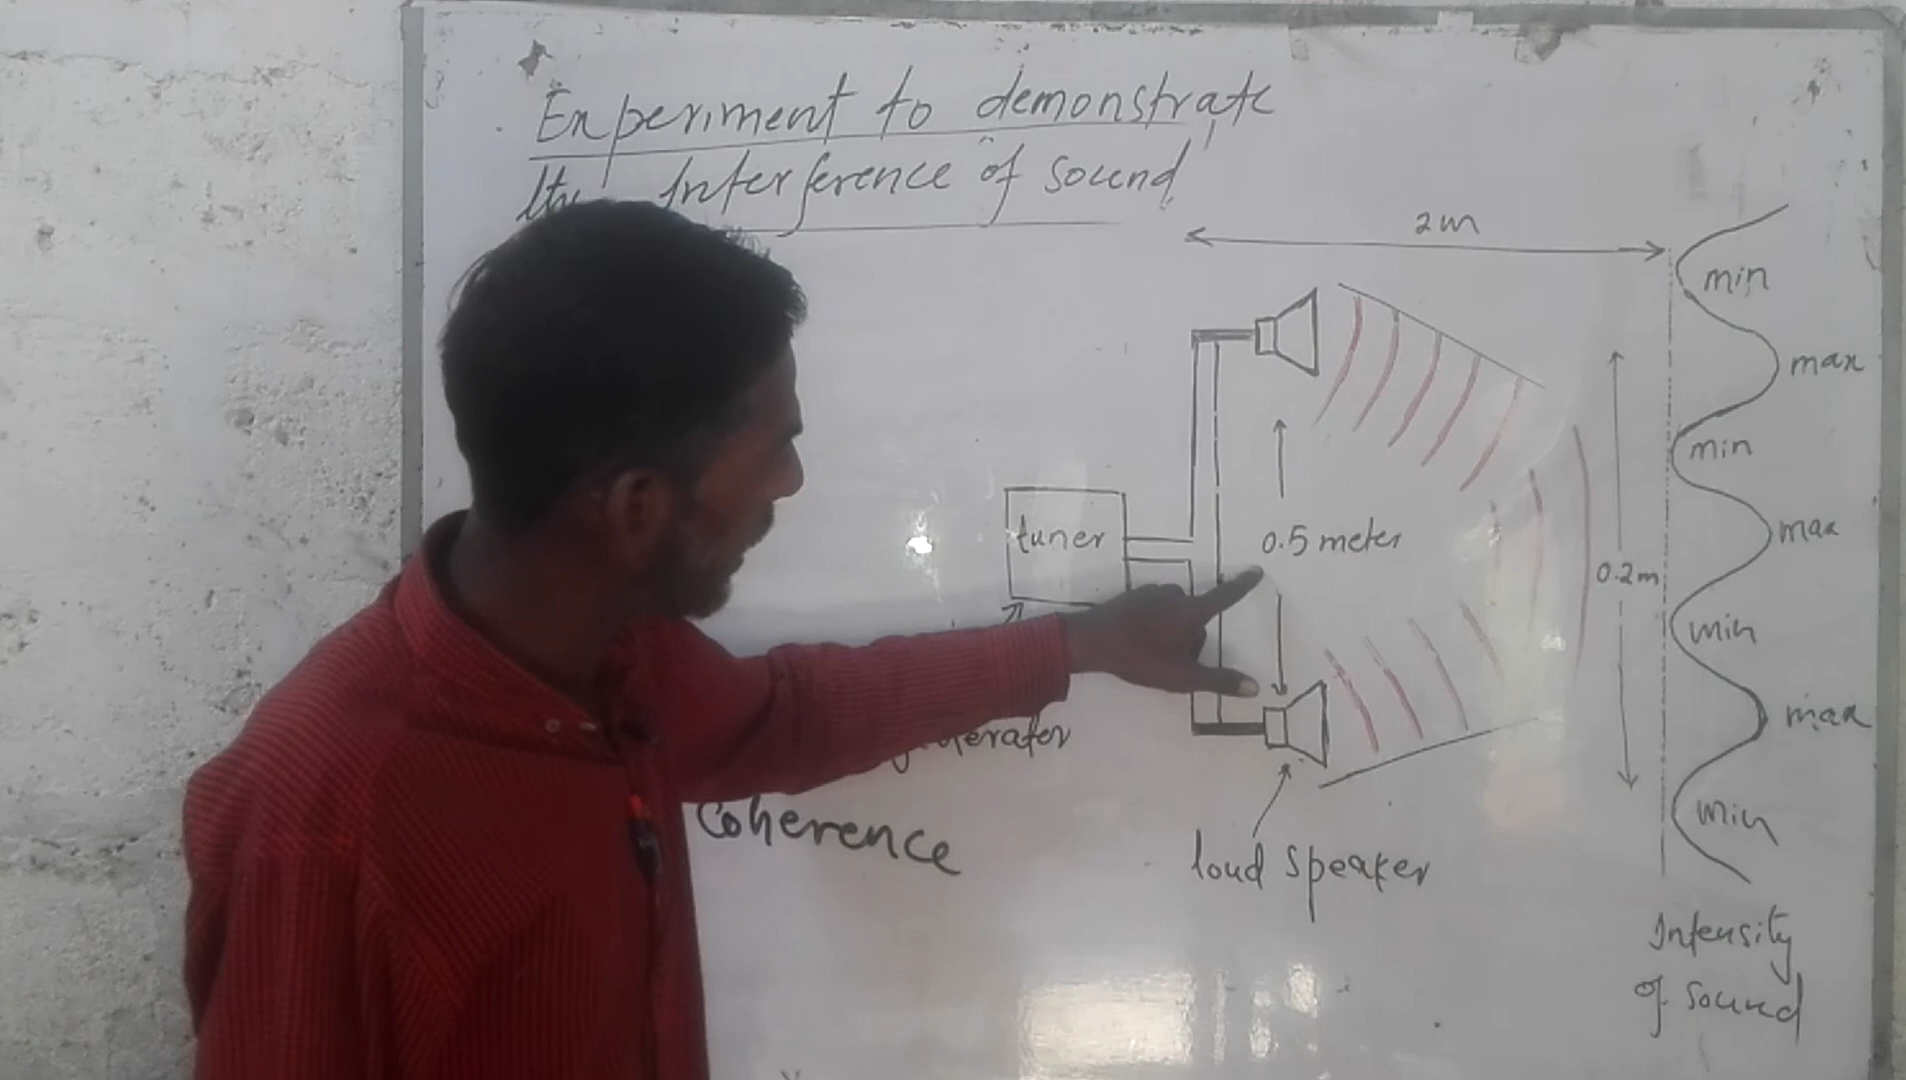 Experiment to demonstrate
the Interference of sound
2m
min
max
min
tuner
0.5 meter
max
0.2m
min
max
Coherence
min
loud speaker
Intensity
of sound